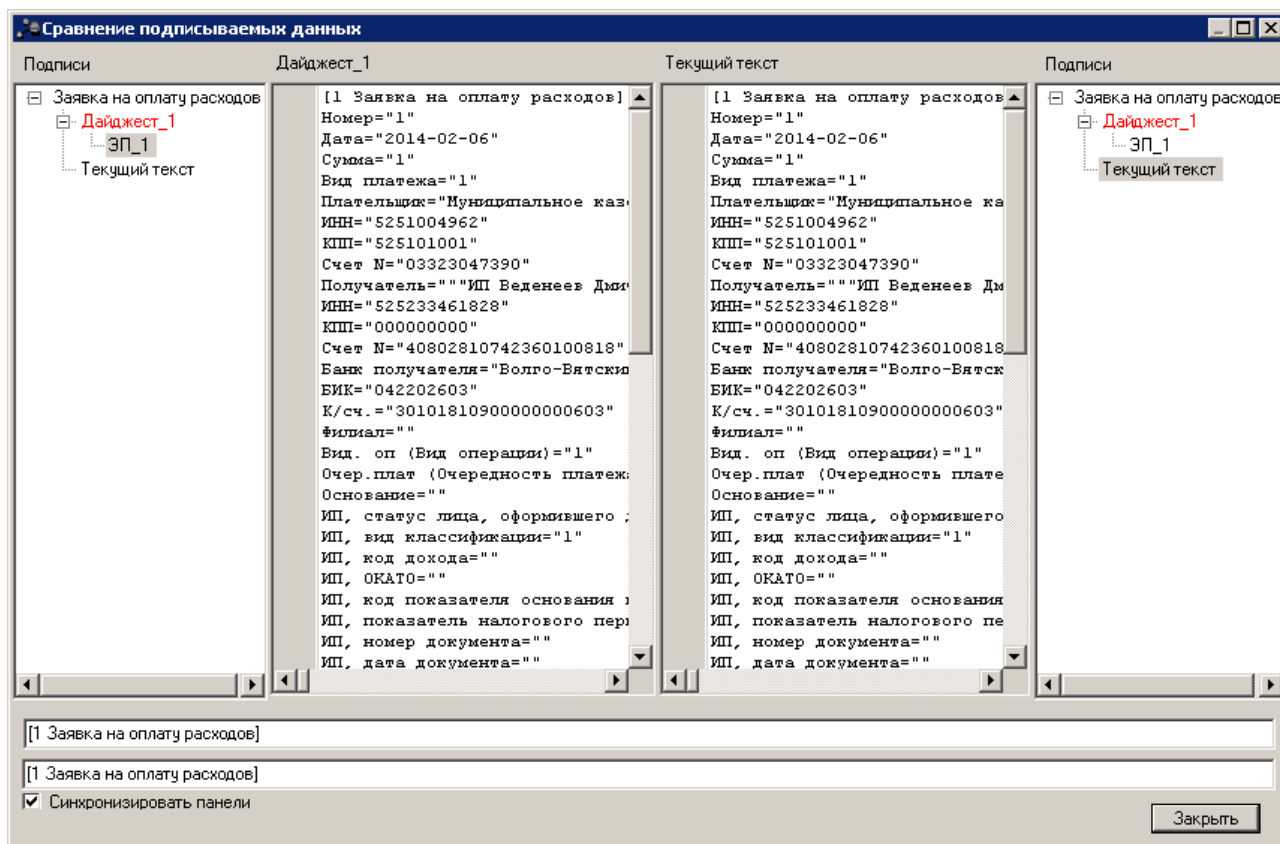 Сравнение подписываемых данных
Подписи
Заявка на оплату расходов
Дайджест_1
ЭП_1
Текущий текст
Дайджест_1
[1 Заявка на оплату расходов]
Номер="1"
Дата="2014-02-06"
Сумма="1"
Вид платежа="1"
Плательщик="Муниципальное каз
ИНН="5251004962"
КПП="525101001"
Счет N="03323047390"
Получатель="""ИП Веденеев Дми
ИНН="525233461828"
КПП="000000000"
Счет N="40802810742360100818"
Банк получателя="Волго-Вятски
БИК="042202603"
К/сч.="30101810900000000603"
Филиал=""
Вид. оп (Вид операции)="1"
Очер.плат (Очередность платеж
Основание=""
ИП, статус лица, оформившего
ИП, вид классификации="1"
ИП, код дохода=""
ИП, ОКАТО=""
ИП, код показателя основания
ИП, показатель налогового пер
ИП, номер документа=""
ИП, дата документа=""
Текущий текст
[1 Заявка на оплату расходов
Номер="1"
Дата="2014-02-06"
Сумма="1"
Вид платежа="1"
Плательщик="Муниципальное ка
ИНН="5251004962"
КПП="525101001"
Счет N="03323047390"
Получатель="""ИП Веденеев Дм
ИНН="525233461828"
КПП="000000000"
Счет N="40802810742360100818
Банк получателя="Волго-Вятск
БИК="042202603"
К/сч.="30101810900000000603"
Филиал=""
Вид. оп (Вид операции)="1"
Очер.плат (Очередность плате
Основание=""
ИП, статус лица, оформившего
ИП, вид классификации="1"
ИП, код дохода=""
ИП, ОКАТО=""
ИП, код показателя основания
ИП, показатель налогового пе
ИП, номер документа=""
ИП, дата документа=""
Подписи
Заявка на оплату расходов
Дайджест_1
ЭП_1
Текущий текст
[1 Заявка на оплату расходов]
[1 Заявка на оплату расходов]
Синхронизировать панели
Закрыть